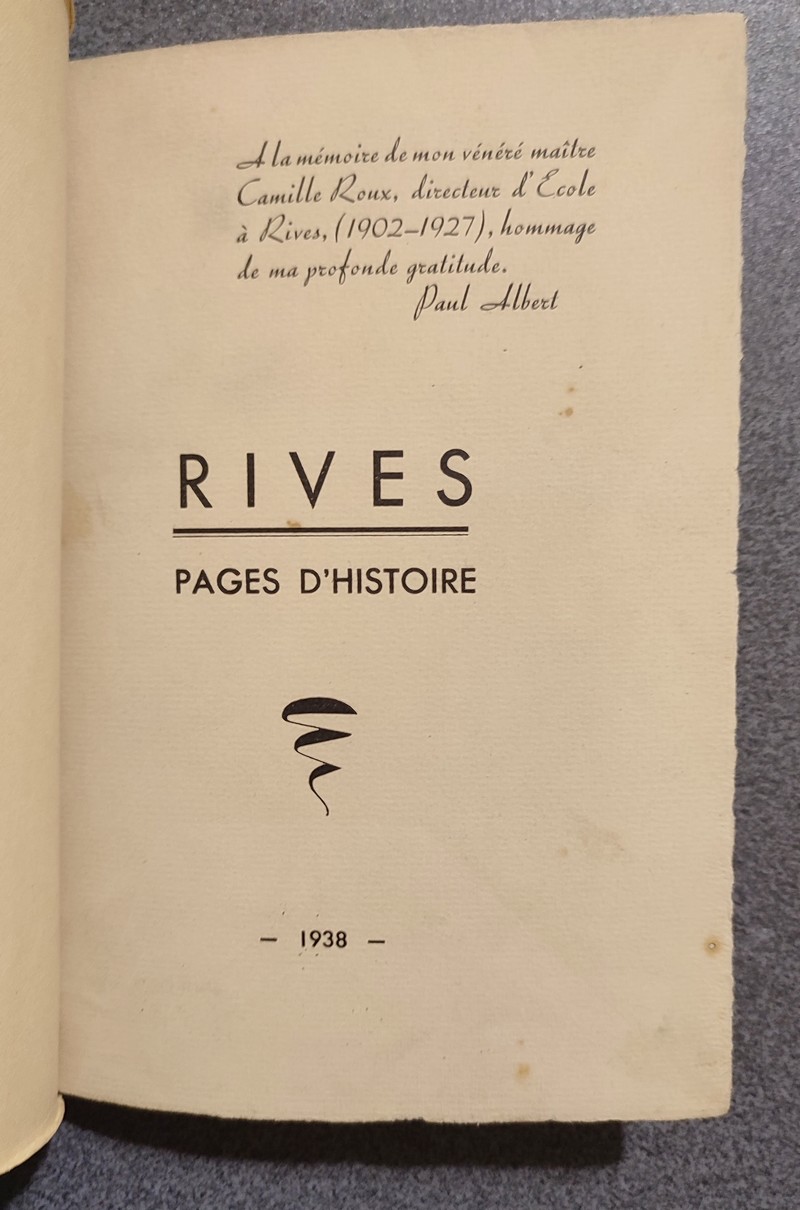 A la mémoire de mon vénéré maître
Camille Roux, directeur d'École
à Rives, (1902–1927), hommage
de ma profonde gratitude.
Paul Albert
RIVES
PAGES D'HISTOIRE
— 1938 —